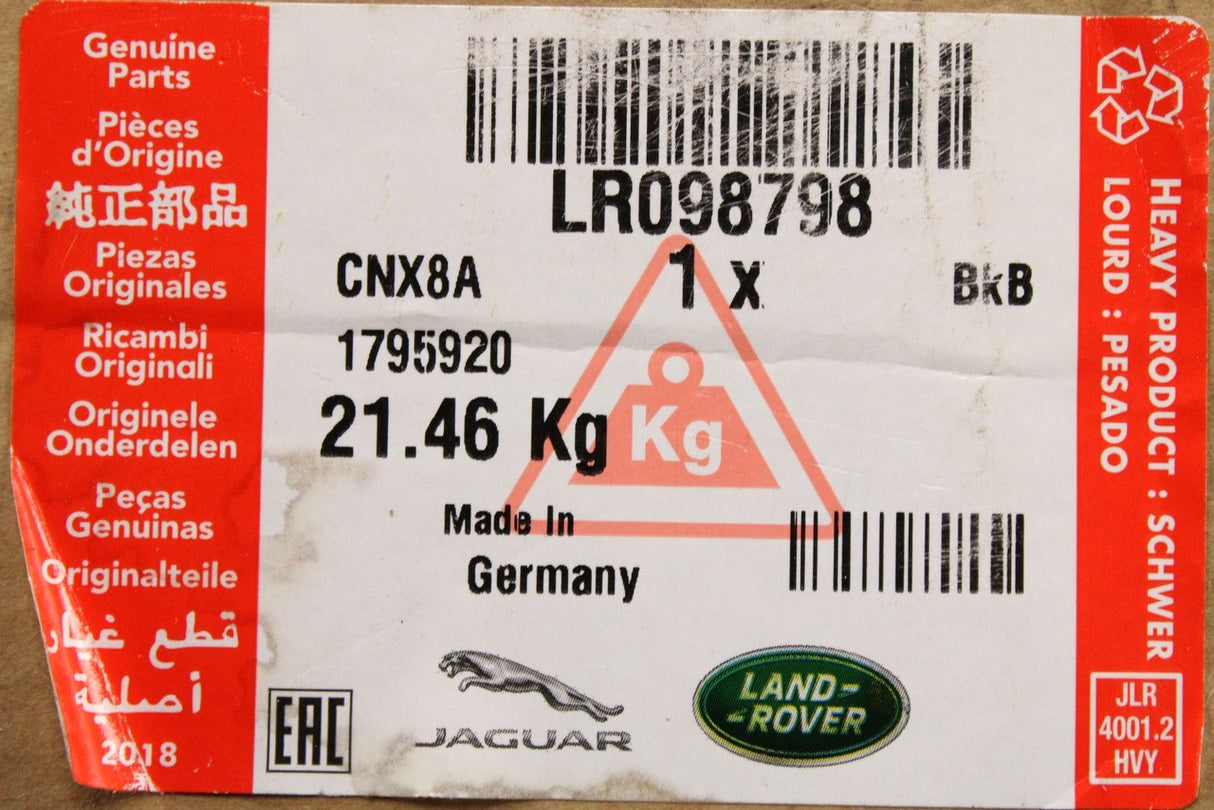 Genuine
Parts
Pièces
d'Origine
純正部品
Piezas
Originales
Ricambi
Originali
Originele
Onderdelen
Peças
Genuinas
Originalteile
قطع غيار
أصلية
2018
LR098798
CNX8A
1 x
BkB
1795920
21.46 Kg
Kg
Made In
Germany
EAC
JAGUAR
LAND-
-ROVER
HEAVY PRODUCT : SCHWER
LOURD : PESADO
JLR
4001.2
HVY